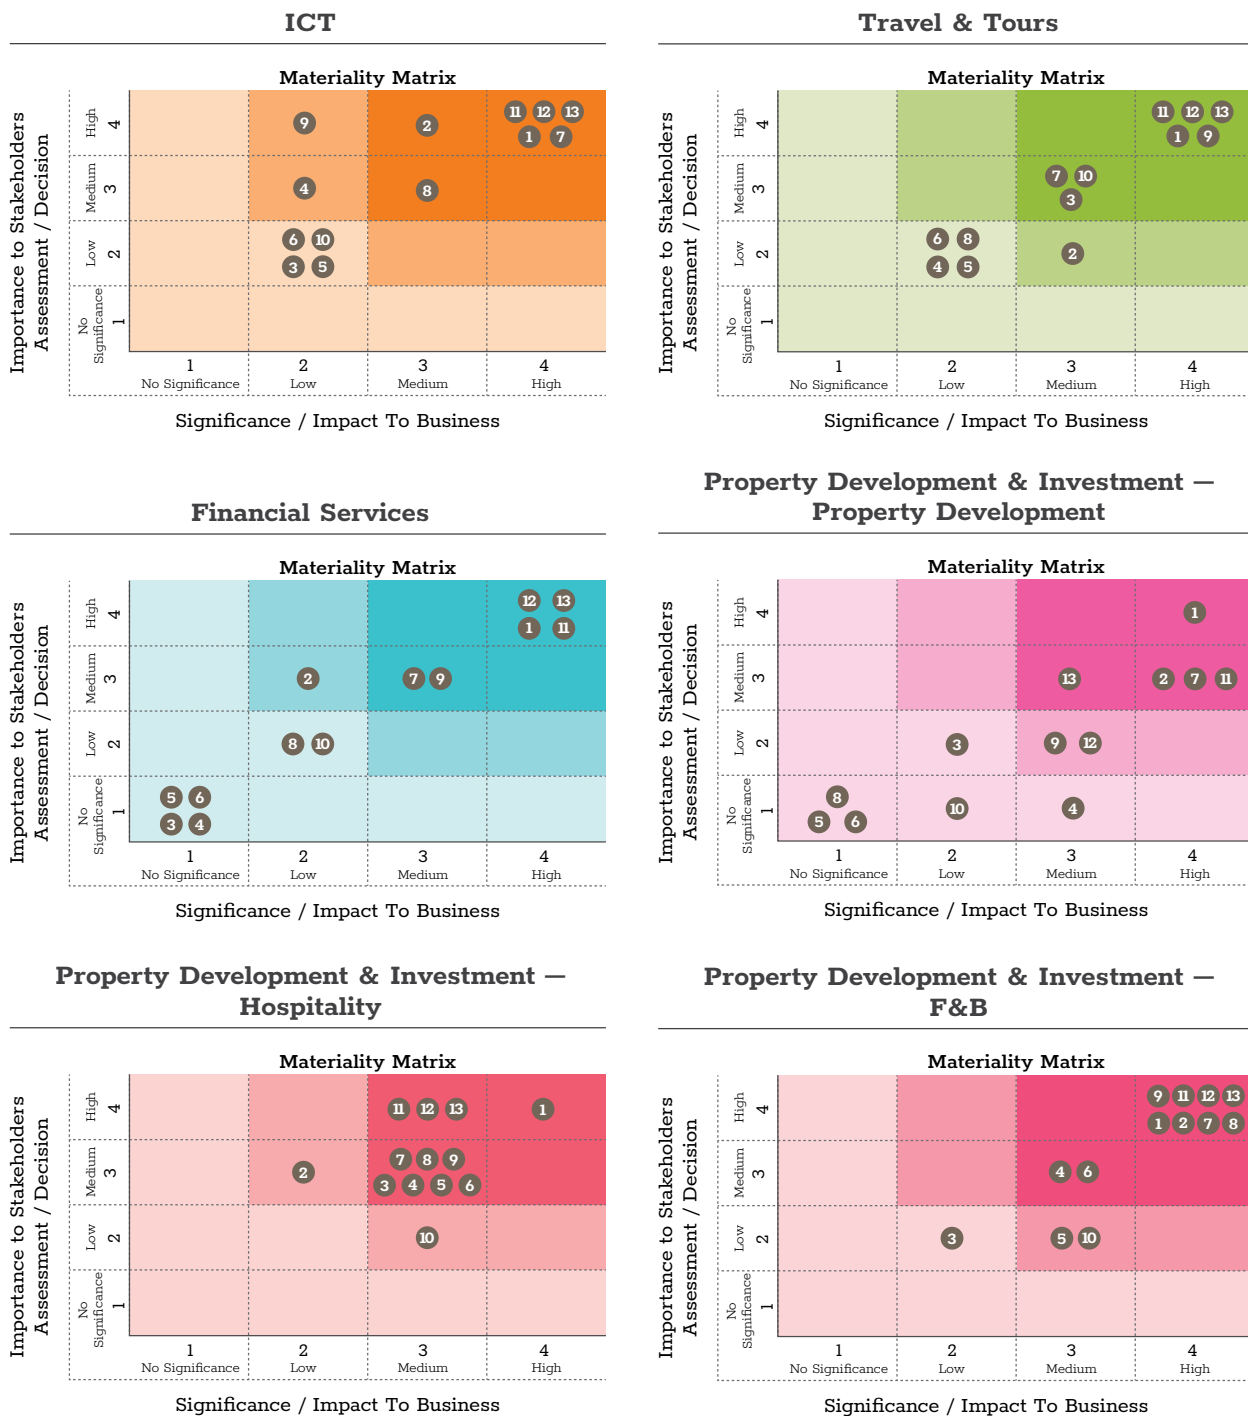 ICT
Materiality Matrix
Importance to Stakeholders
Assessment / Decision
High
4
9
2
11 12 13
1 7
Medium
3
4
8
Low
2
6 10
3 5
No
Significance
1
1 2 3 4
No Significance Low Medium High
Significance / Impact To Business
Travel & Tours
Materiality Matrix
Importance to Stakeholders
Assessment / Decision
High
4
11 12 13
1 9
Medium
3
7 10
3
Low
2
6 8
4 5
2
No
Significance
1
1 2 3 4
No Significance Low Medium High
Significance / Impact To Business
Financial Services
Materiality Matrix
Importance to Stakeholders
Assessment / Decision
High
4
12 13
1 11
Medium
3
2
7 9
Low
2
8 10
No
Significance
1
5 6
3 4
1 2 3 4
No Significance Low Medium High
Significance / Impact To Business
Property Development & Investment —
Property Development
Materiality Matrix
Importance to Stakeholders
Assessment / Decision
High
4
1
Medium
3
13
2 7 11
Low
2
3
9 12
No
Significance
1
8
5 6
10
4
1 2 3 4
No Significance Low Medium High
Significance / Impact To Business
Property Development & Investment —
Hospitality
Materiality Matrix
Importance to Stakeholders
Assessment / Decision
High
4
11 12 13
1
Medium
3
2
7 8 9
3 4 5 6
Low
2
10
No
Significance
1
1 2 3 4
No Significance Low Medium High
Significance / Impact To Business
Property Development & Investment —
F&B
Materiality Matrix
Importance to Stakeholders
Assessment / Decision
High
4
9 11 12 13
1 2 7 8
Medium
3
4 6
Low
2
3
5 10
No
Significance
1
1 2 3 4
No Significance Low Medium High
Significance / Impact To Business